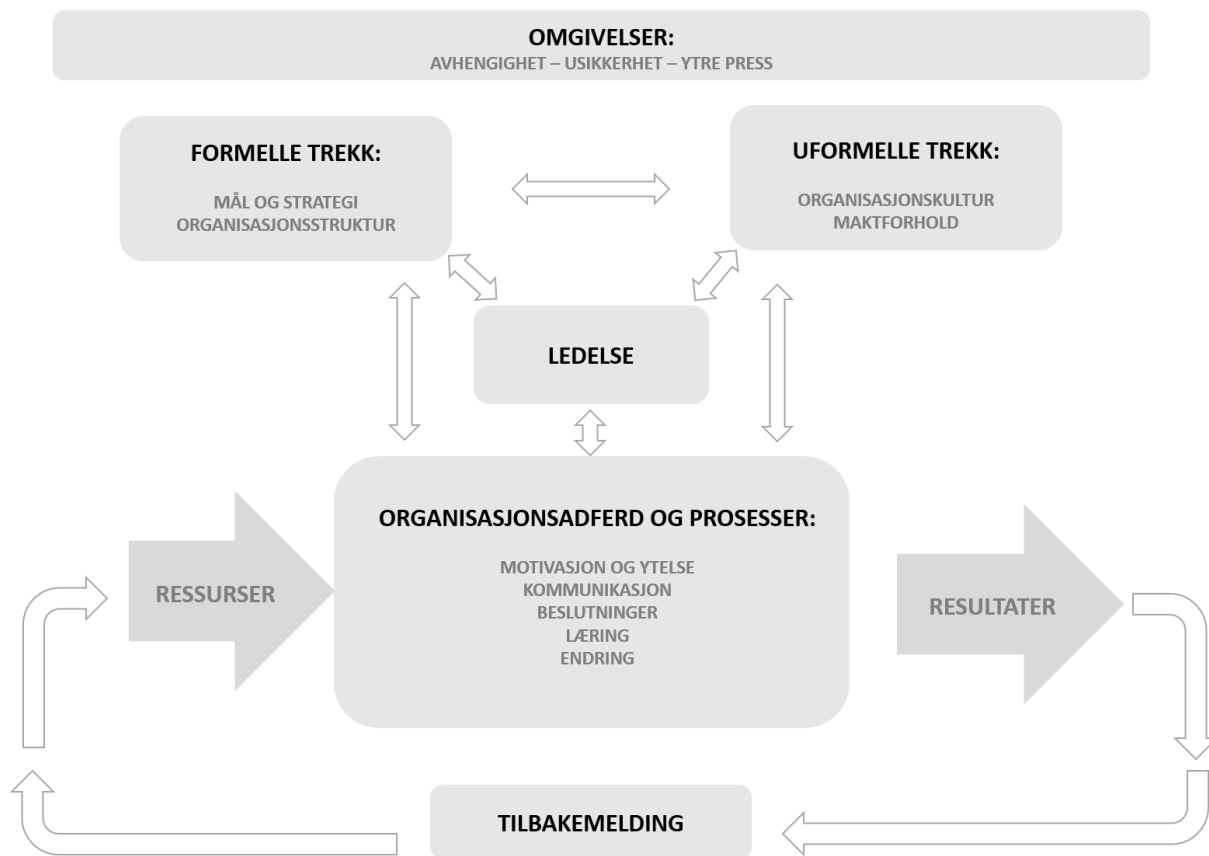 OMGIVELSER:
AVHENGIGHET – USIKKERHET – YTRE PRESS
FORMELLE TREKK:
MÅL OG STRATEGI
ORGANISASJONSSTRUKTUR
UFORMELLE TREKK:
ORGANISASJONSKULTUR
MAKTFORHOLD
LEDELSE
ORGANISASJONSADFERD OG PROSESSER:
MOTIVASJON OG YTELSE
KOMMUNIKASJON
BESLUTNINGER
LÆRING
ENDRING
RESSURSER
RESULTATER
TILBAKEMELDING